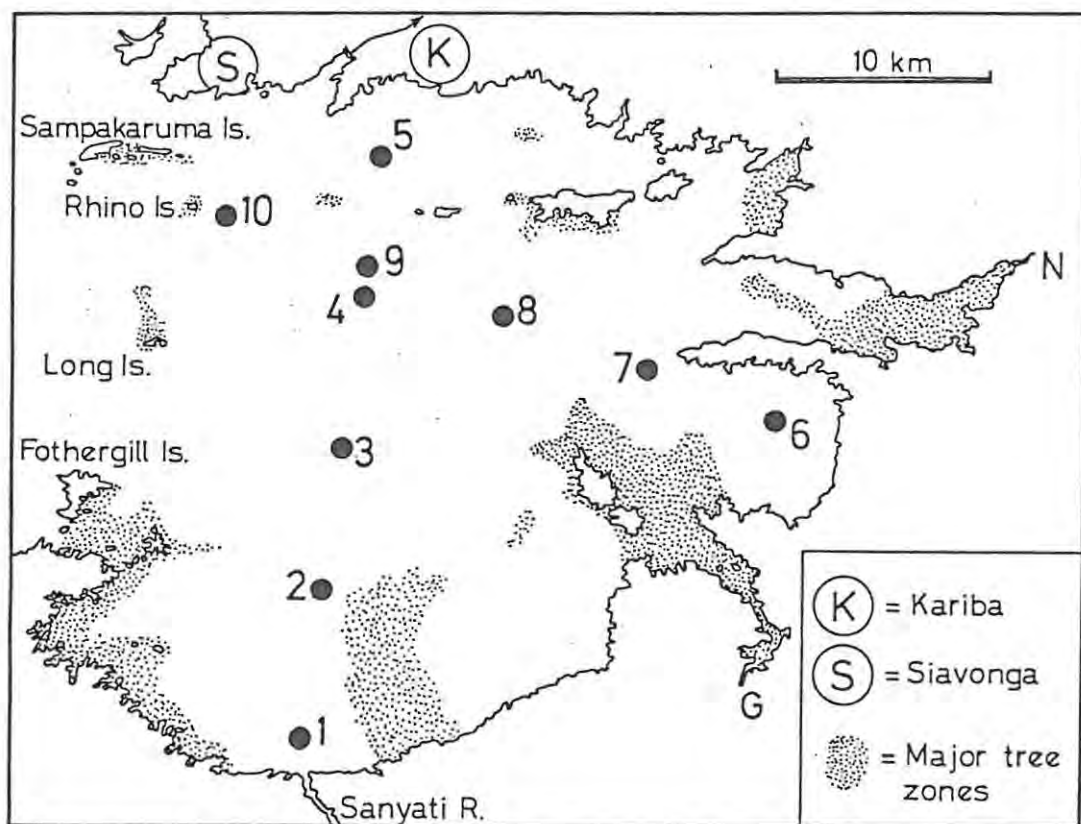 S
K
10 km
Sampakaruma Is.
5
Rhino Is.
10
9
N
4
8
Long Is.
7
6
Fothergill Is.
3
2
K = Kariba
S = Siavonga
G
1
= Major tree
zones
Sanyati R.